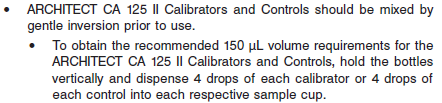 • ARCHITECT CA 125 II Calibrators and Controls should be mixed by
gentle inversion prior to use.
• To obtain the recommended 150 µL volume requirements for the
ARCHITECT CA 125 II Calibrators and Controls, hold the bottles
vertically and dispense 4 drops of each calibrator or 4 drops of
each control into each respective sample cup.